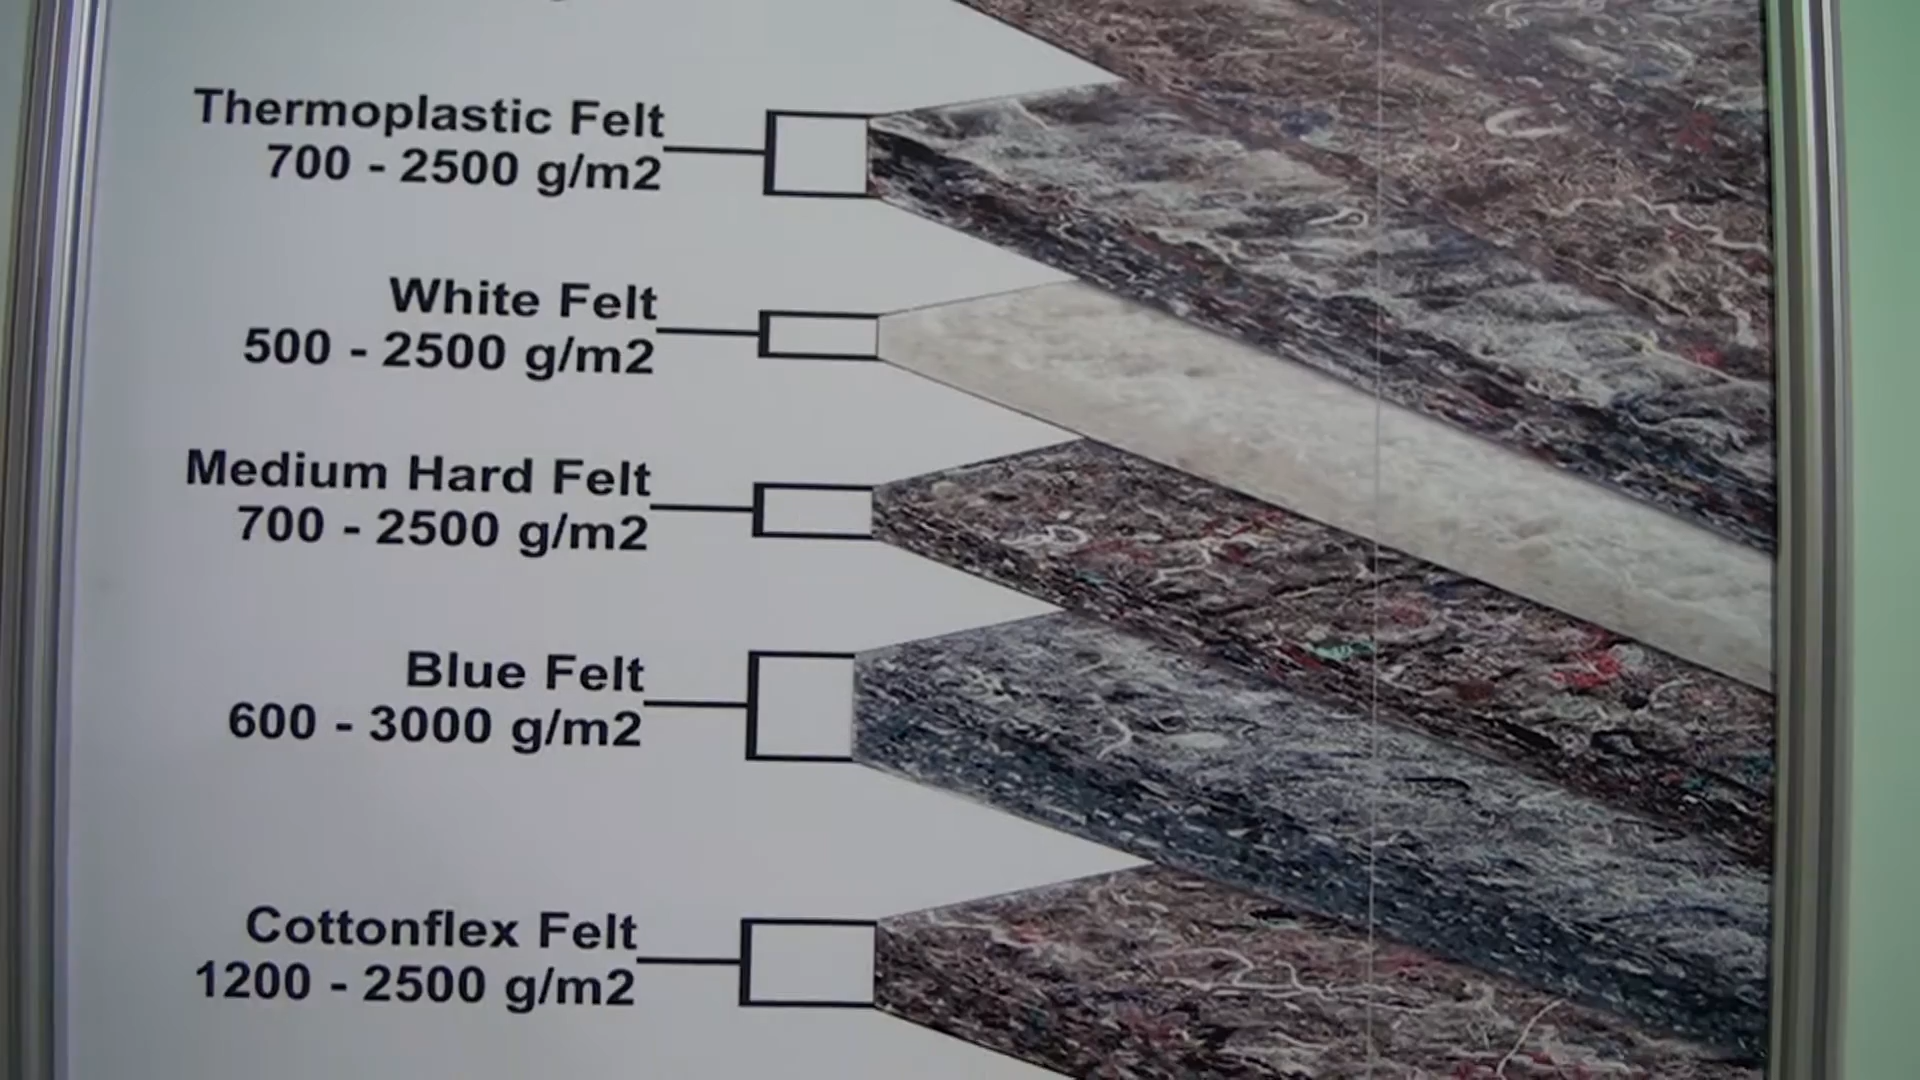 Thermoplastic Felt
700 - 2500 g/m2
White Felt
500 - 2500 g/m2
Medium Hard Felt
700 - 2500 g/m2
Blue Felt
600 - 3000 g/m2
Cottonflex Felt
1200 - 2500 g/m2